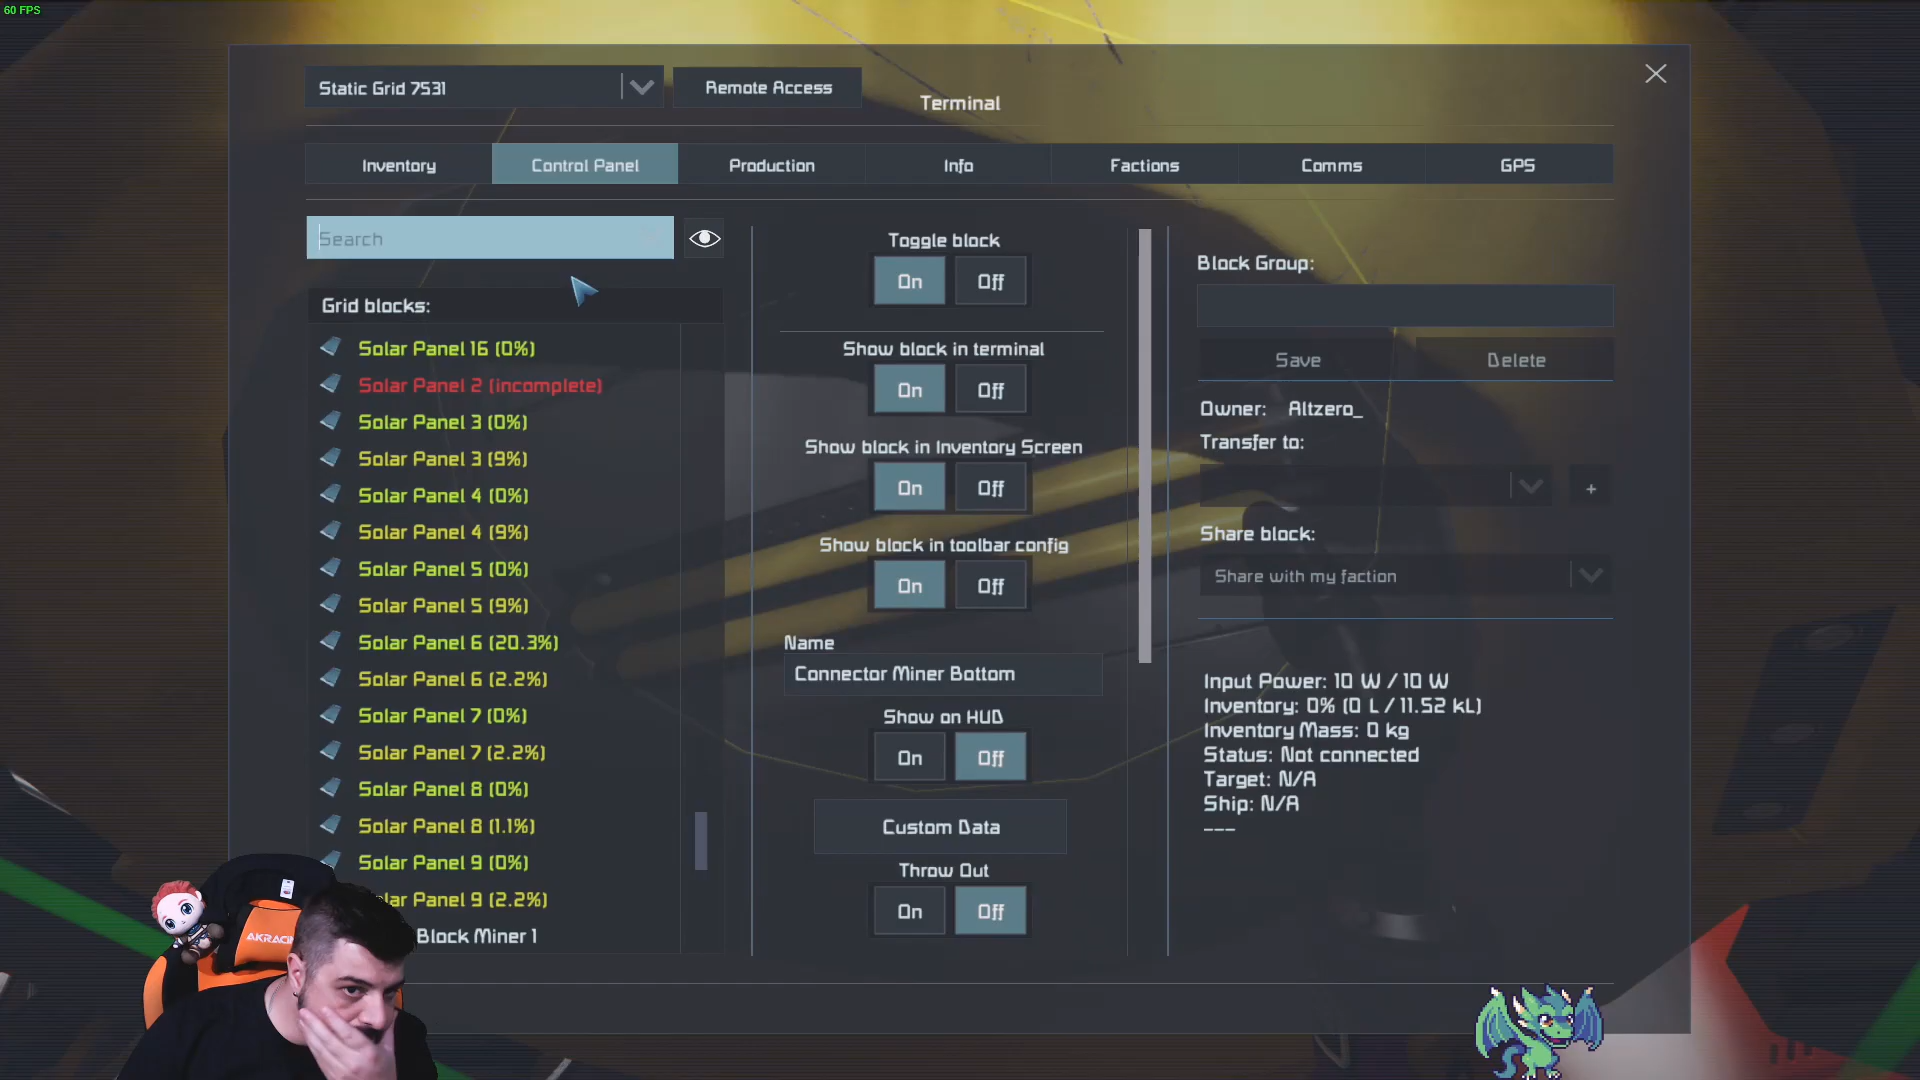 60 FPS
Static Grid 7531
Remote Access
Terminal
Inventory
Control Panel
Production
Info
Factions
Comms
GPS
Search
Grid blocks:
Solar Panel 16 (0%)
Solar Panel 2 (incomplete)
Solar Panel 3 (0%)
Solar Panel 3 (9%)
Solar Panel 4 (0%)
Solar Panel 4 (9%)
Solar Panel 5 (0%)
Solar Panel 5 (9%)
Solar Panel 6 (20.3%)
Solar Panel 6 (2.2%)
Solar Panel 7 (0%)
Solar Panel 7 (2.2%)
Solar Panel 8 (0%)
Solar Panel 8 (1.1%)
Solar Panel 9 (0%)
Panel 9 (2.2%)
Block Miner 1
Toggle block
On
Off
Show block in terminal
On
Off
Show block in Inventory Screen
On
Off
Show block in toolbar config
On
Off
Name
Connector Miner Bottom
Show on HUD
On
Off
Custom Data
Throw Out
On
Off
Block Group:
Save
Delete
Owner: Altzero_
Transfer to:
+
Share block:
Share with my faction
Input Power: 10 W / 10 W
Inventory: 0% (0 L / 11.52 kL)
Inventory Mass: 0 kg
Status: Not connected
Target: N/A
Ship: N/A
---